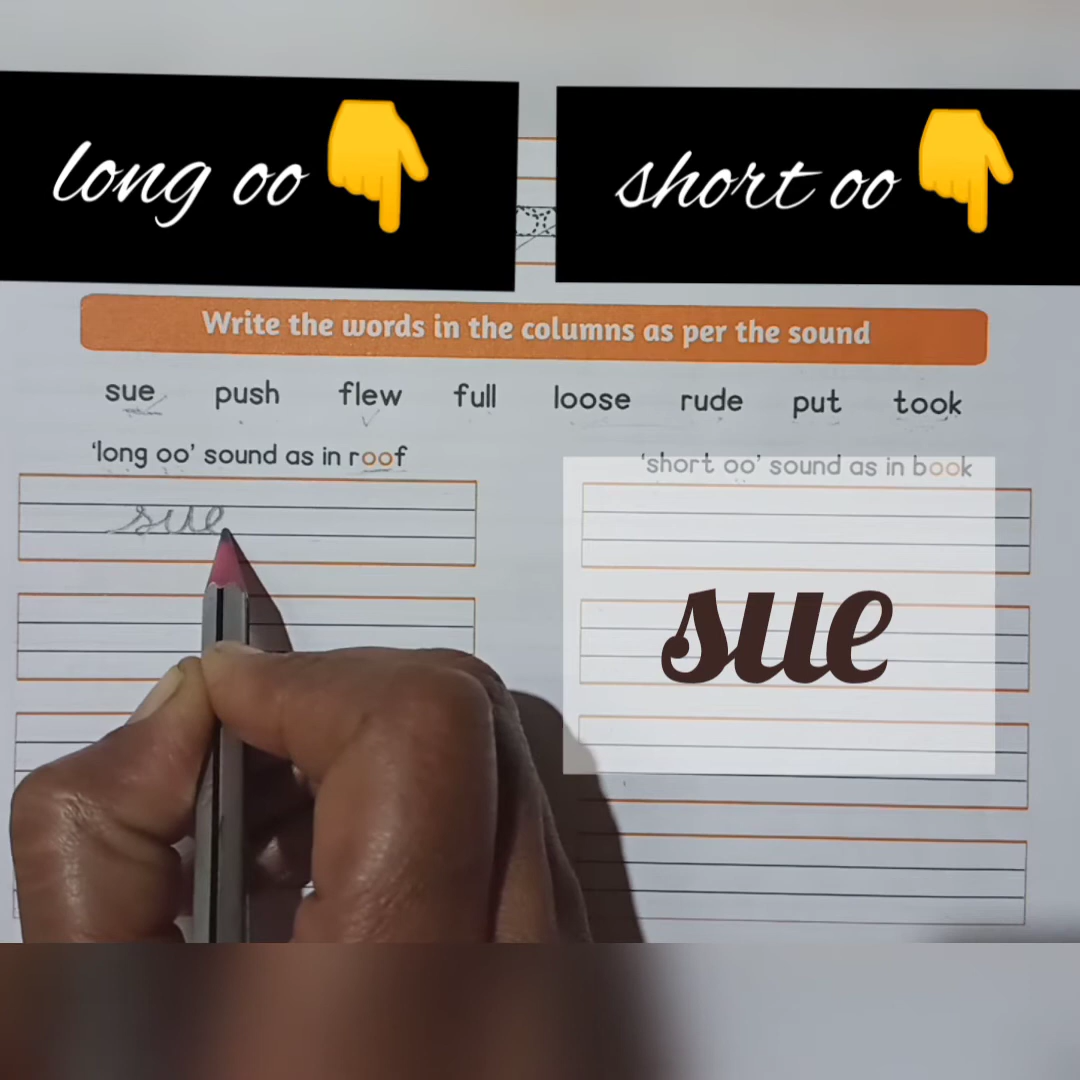 long oo👇 short oo👇
Write the words in the columns as per the sound
sue push flew full loose rude put took
‘long oo’ sound as in roof ‘short oo’ sound as in book
sue
sue